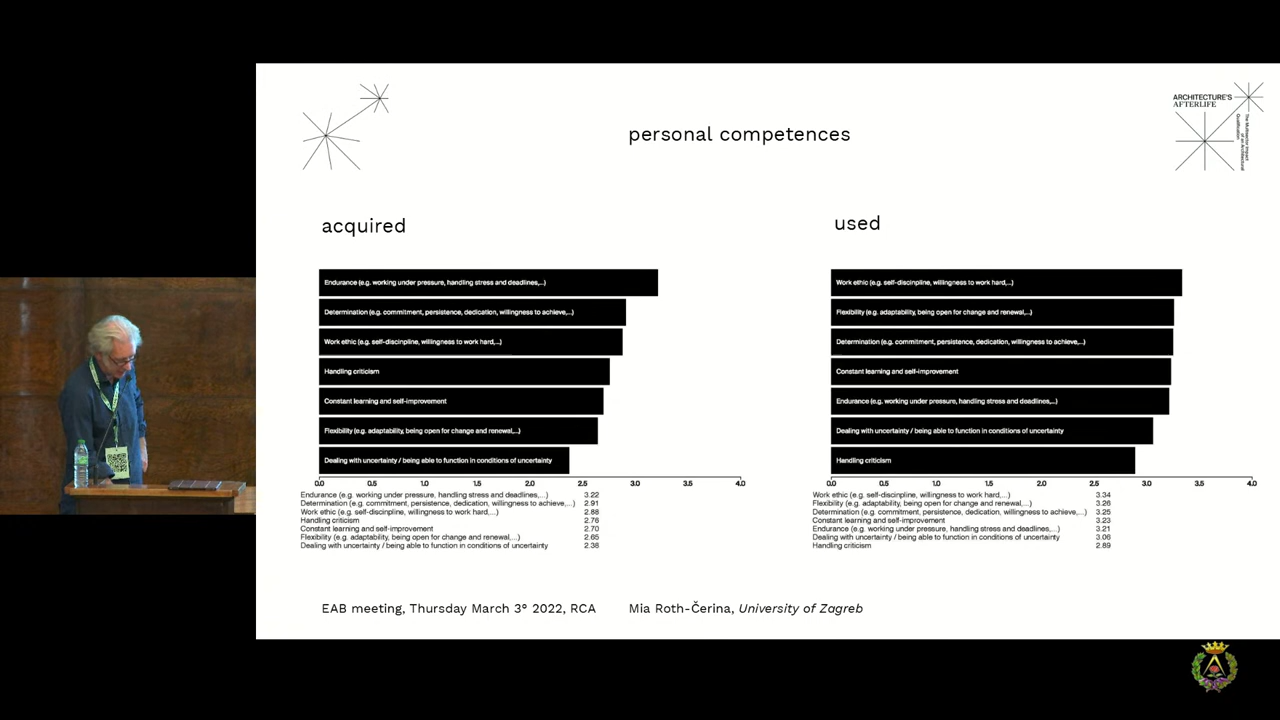 ARCHITECTURE'S
AFTERLIFE
The Multisector Impact
of an Architectural
Qualification
personal competences
acquired
Endurance (e.g. working under pressure, handling stress and deadlines,...)
Determination (e.g. commitment, persistence, dedication, willingness to achieve,...)
Work ethic (e.g. self-discipline, willingness to work hard,...)
Handling criticism
Constant learning and self-improvement
Flexibility (e.g. adaptability, being open for change and renewal,...)
Dealing with uncertainty / being able to function in conditions of uncertainty
0.0 0.5 1.0 1.5 2.0 2.5 3.0 3.5 4.0
Endurance (e.g. working under pressure, handling stress and deadlines,...) 3.22
Determination (e.g. commitment, persistence, dedication, willingness to achieve,...) 2.91
Work ethic (e.g. self-discipline, willingness to work hard,...) 2.88
Handling criticism 2.76
Constant learning and self-improvement 2.70
Flexibility (e.g. adaptability, being open for change and renewal,...) 2.65
Dealing with uncertainty / being able to function in conditions of uncertainty 2.38
used
Work ethic (e.g. self-discipline, willingness to work hard,...)
Flexibility (e.g. adaptability, being open for change and renewal,...)
Determination (e.g. commitment, persistence, dedication, willingness to achieve,...)
Constant learning and self-improvement
Endurance (e.g. working under pressure, handling stress and deadlines,...)
Dealing with uncertainty / being able to function in conditions of uncertainty
Handling criticism
0.0 0.5 1.0 1.5 2.0 2.5 3.0 3.5 4.0
Work ethic (e.g. self-discipline, willingness to work hard,...) 3.34
Flexibility (e.g. adaptability, being open for change and renewal,...) 3.26
Determination (e.g. commitment, persistence, dedication, willingness to achieve,...) 3.25
Constant learning and self-improvement 3.23
Endurance (e.g. working under pressure, handling stress and deadlines,...) 3.21
Dealing with uncertainty / being able to function in conditions of uncertainty 3.06
Handling criticism 2.89
EAB meeting, Thursday March 3° 2022, RCA
Mia Roth-Čerina, University of Zagreb